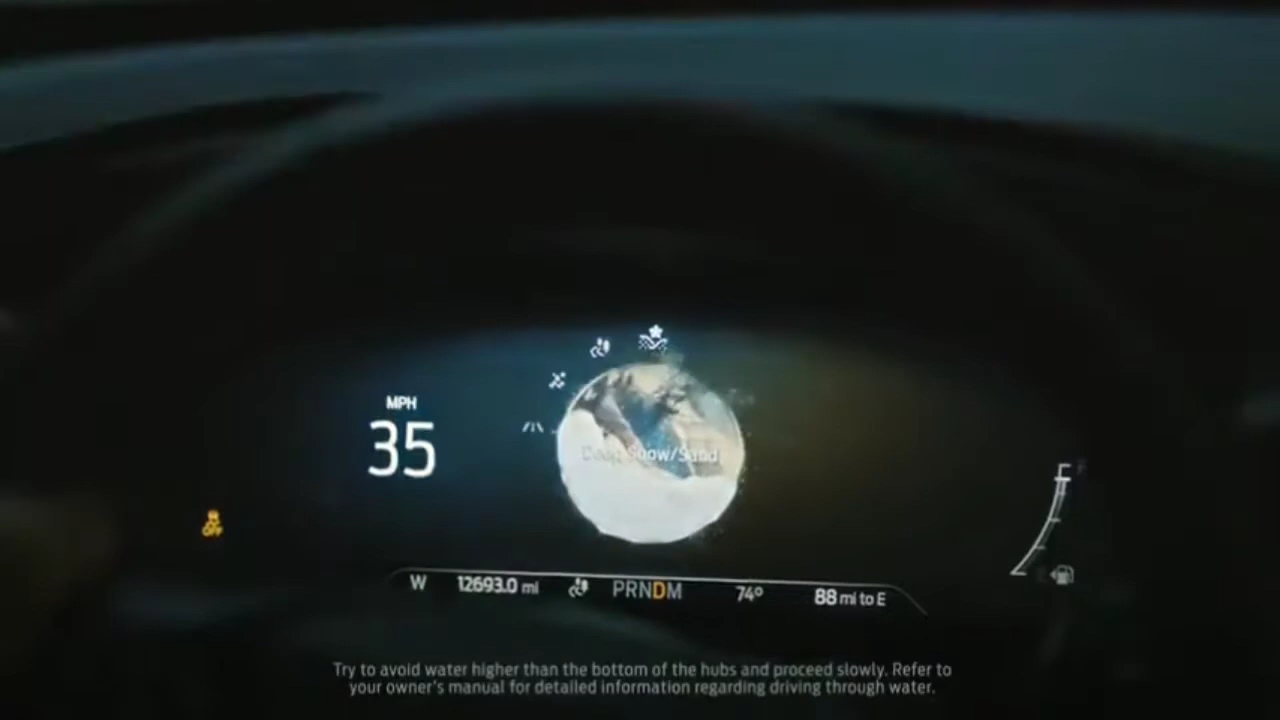 MPH
35
Deep Snow/Sand
OFF
F
W 12693.0 mi PRNDM 74° 88 mi to E
Try to avoid water higher than the bottom of the hubs and proceed slowly. Refer to
your owner's manual for detailed information regarding driving through water.